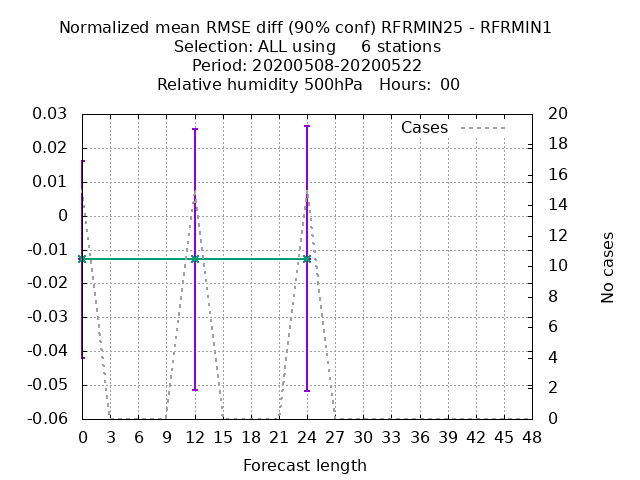 Normalized mean RMSE diff (90% conf) RFRMIN25 - RFRMIN1
Selection: ALL using     6 stations
Period: 20200508-20200522
Relative humidity 500hPa   Hours:  00
Cases
0.03
0.02
0.01
0
-0.01
-0.02
-0.03
-0.04
-0.05
-0.06
20
18
16
14
12
10
8
6
4
2
0
No cases
0 3 6 9 12 15 18 21 24 27 30 33 36 39 42 45 48
Forecast length